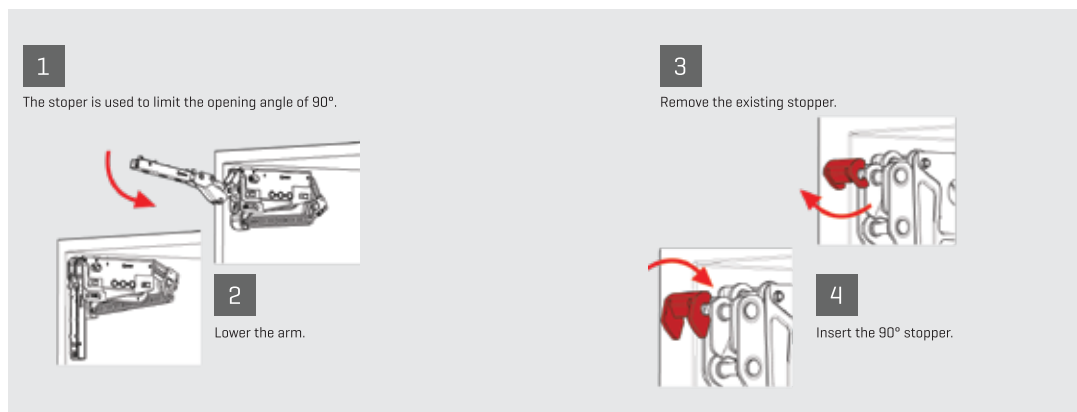 1
The stoper is used to limit the opening angle of 90°.
2
Lower the arm.
3
Remove the existing stopper.
4
Insert the 90° stopper.